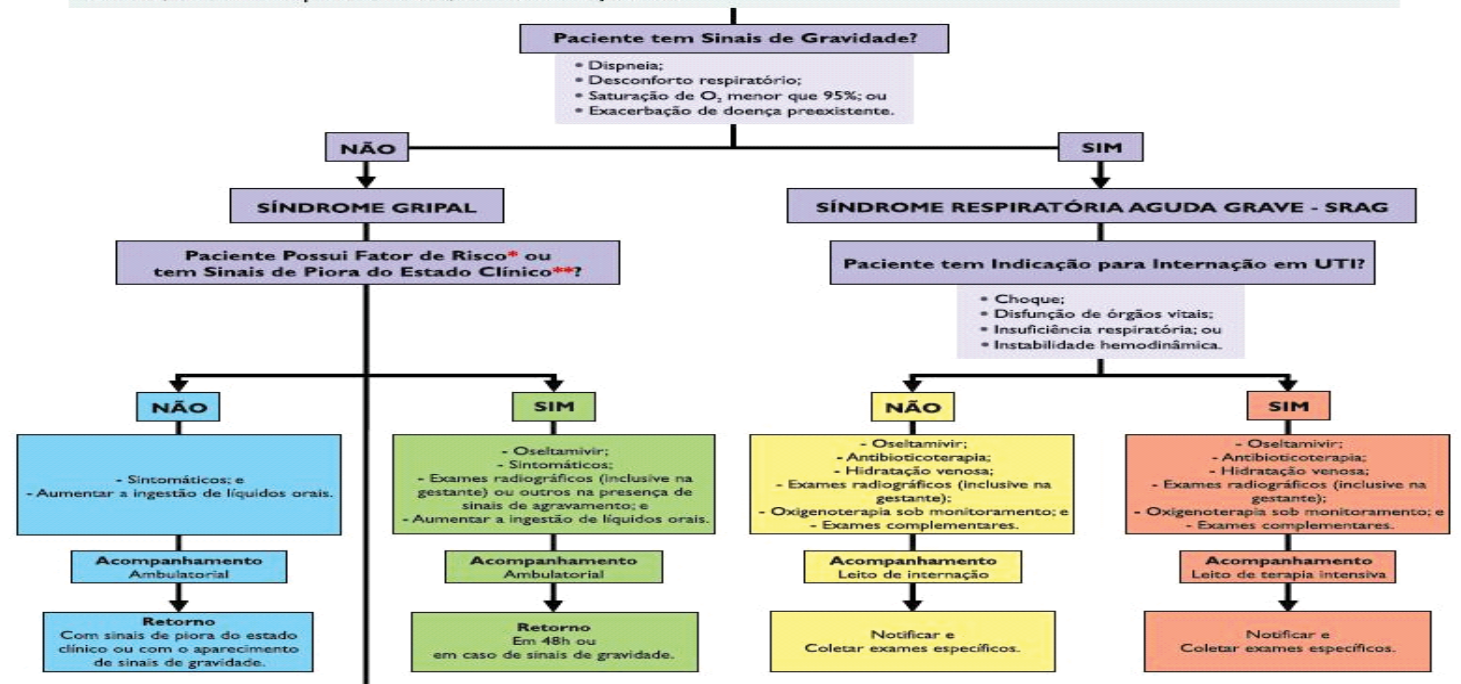 Paciente tem Sinais de Gravidade?
• Dispneia;
• Desconforto respiratório;
• Saturação de O₂ menor que 95%; ou
• Exacerbação de doença preexistente.
NÃO
SIM
SÍNDROME GRIPAL
SÍNDROME RESPIRATÓRIA AGUDA GRAVE - SRAG
Paciente Possui Fator de Risco* ou
tem Sinais de Piora do Estado Clínico**?
Paciente tem Indicação para Internação em UTI?
• Choque;
• Disfunção de órgãos vitais;
• Insuficiência respiratória; ou
• Instabilidade hemodinâmica.
NÃO
- Sintomáticos; e
- Aumentar a ingestão de líquidos orais.
Acompanhamento
Ambulatorial
Retorno
Com sinais de piora do estado
clínico ou com o aparecimento
de sinais de gravidade.
SIM
- Oseltamivir;
- Sintomáticos;
- Exames radiográficos (inclusive na
gestante) ou outros na presença de
sinais de agravamento; e
- Aumentar a ingestão de líquidos orais.
Acompanhamento
Ambulatorial
Retorno
Em 48h ou
em caso de sinais de gravidade.
NÃO
- Oseltamivir;
- Antibioticoterapia;
- Hidratação venosa;
- Exames radiográficos (inclusive na
gestante);
- Oxigenoterapia sob monitoramento; e
- Exames complementares.
Acompanhamento
Leito de internação
Notificar e
Coletar exames específicos.
SIM
- Oseltamivir;
- Antibioticoterapia;
- Hidratação venosa;
- Exames radiográficos (inclusive na
gestante);
- Oxigenoterapia sob monitoramento; e
- Exames complementares.
Acompanhamento
Leito de terapia intensiva
Notificar e
Coletar exames específicos.